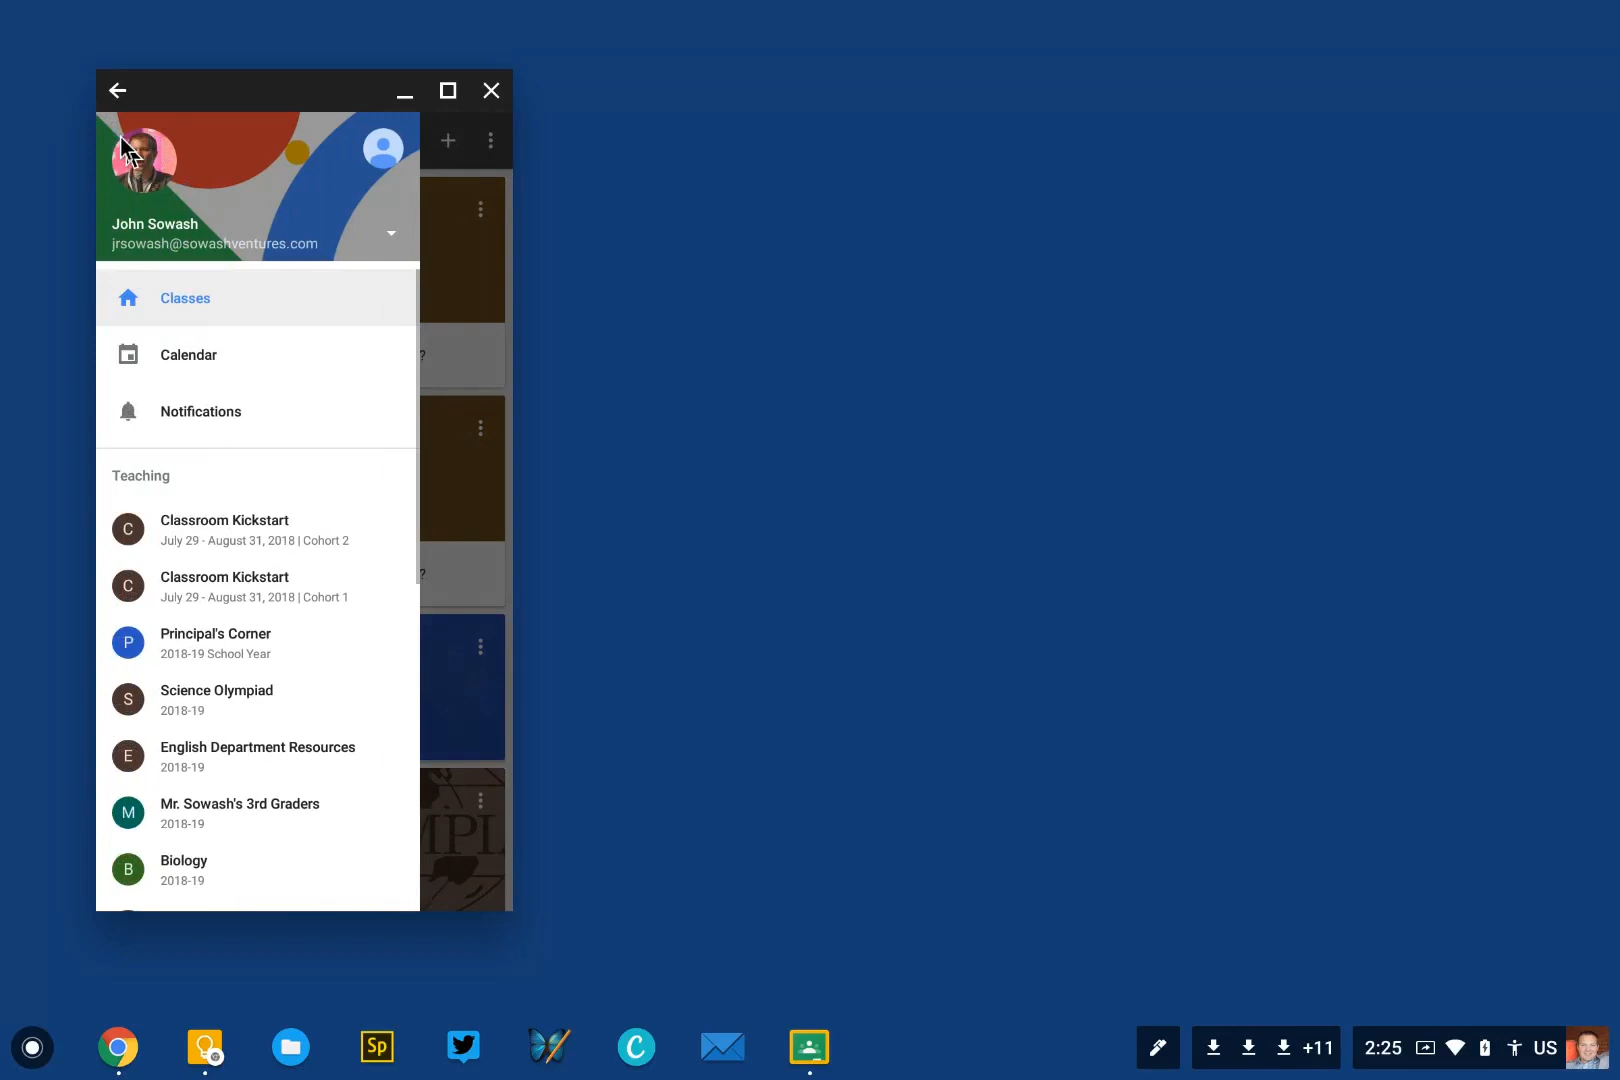 John Sowash
jrsowash@sowashventures.com
Classes
Calendar
?
Notifications
Teaching
C Classroom Kickstart
July 29 - August 31, 2018 | Cohort 2
C Classroom Kickstart
?
July 29 - August 31, 2018 | Cohort 1
P Principal's Corner
2018-19 School Year
S Science Olympiad
2018-19
E English Department Resources
2018-19
M Mr. Sowash's 3rd Graders
2018-19
MPI
B Biology
2018-19
Sp
C
+11
2:25
US